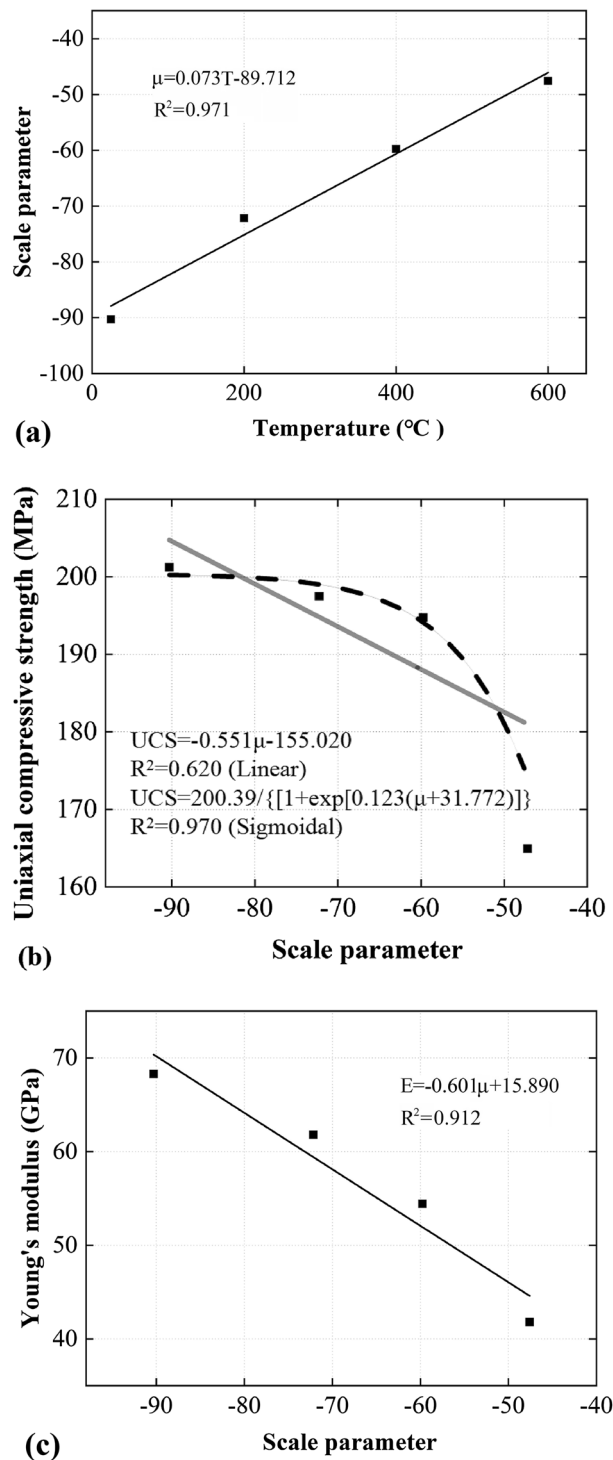 -40
-50
-60
-70
-80
-90
-100
Scale parameter
μ=0.073T-89.712
R²=0.971
0 200 400 600
Temperature (°C )
(a)
210
200
190
180
170
160
Uniaxial compressive strength (MPa)
UCS=-0.551μ-155.020
R²=0.620 (Linear)
UCS=200.39/{[1+exp[0.123(μ+31.772)]}
R²=0.970 (Sigmoidal)
-90 -80 -70 -60 -50 -40
Scale parameter
(b)
70
60
50
40
Young's modulus (GPa)
E=-0.601μ+15.890
R²=0.912
-90 -80 -70 -60 -50 -40
Scale parameter
(c)